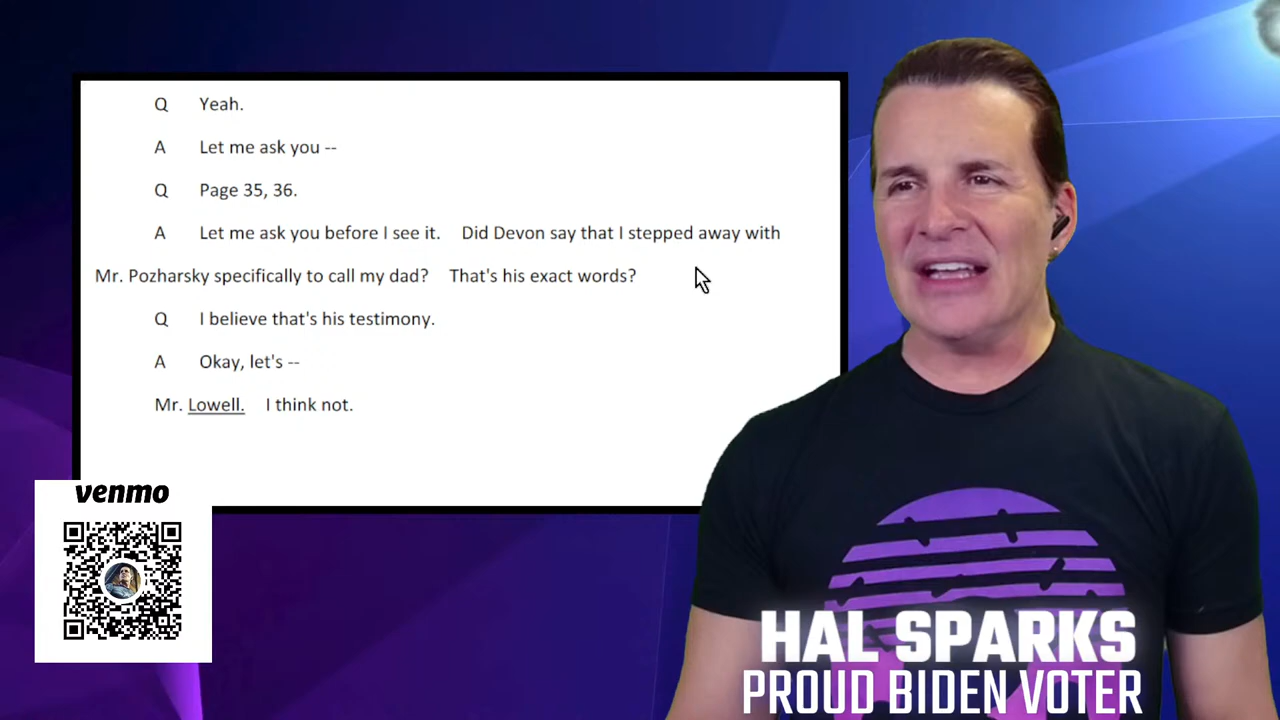 Q Yeah.
A Let me ask you --
Q Page 35, 36.
A Let me ask you before I see it. Did Devon say that I stepped away with
Mr. Pozharsky specifically to call my dad? That's his exact words?
Q I believe that's his testimony.
A Okay, let's --
Mr. Lowell. I think not.
venmo
HAL SPARKS
PROUD BIDEN VOTER